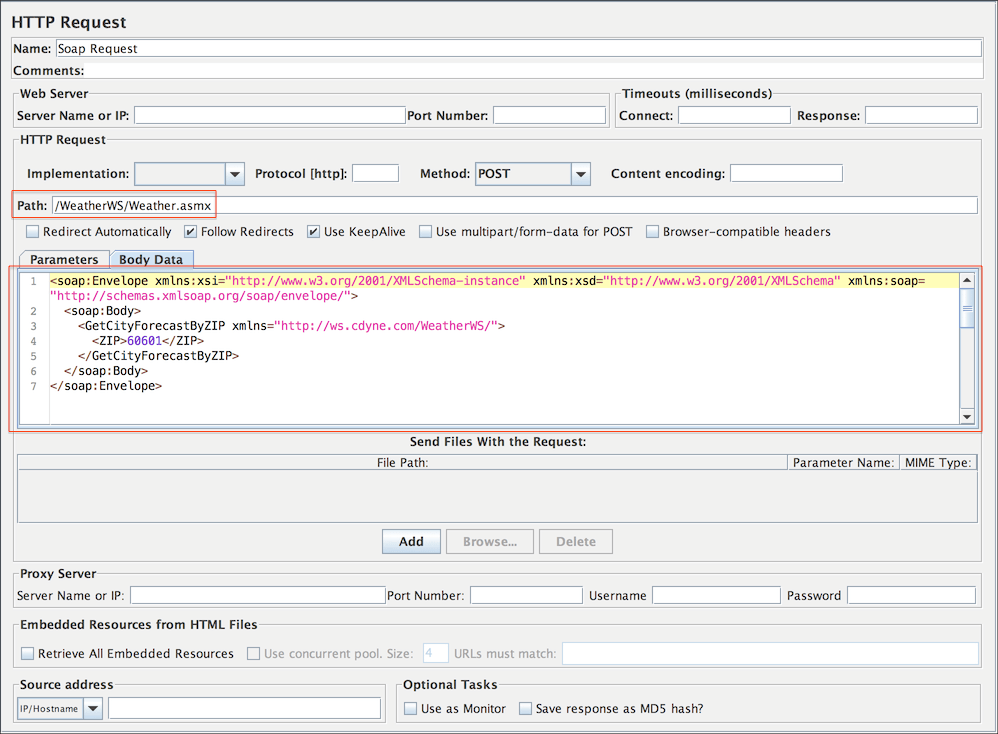 HTTP Request
Name: Soap Request
Comments:
Web Server
Server Name or IP: Port Number:
Timeouts (milliseconds)
Connect: Response:
HTTP Request
Implementation: Protocol [http]: Method: POST Content encoding:
Path: /WeatherWS/Weather.asmx
Redirect Automatically Follow Redirects Use KeepAlive Use multipart/form-data for POST Browser-compatible headers
Parameters Body Data
1 <soap:Envelope xmlns:xsi="http://www.w3.org/2001/XMLSchema-instance" xmlns:xsd="http://www.w3.org/2001/XMLSchema" xmlns:soap=
"http://schemas.xmlsoap.org/soap/envelope/">
2 <soap:Body>
3 <GetCityForecastByZIP xmlns="http://ws.cdyne.com/WeatherWS/">
4 <ZIP>60601</ZIP>
5 </GetCityForecastByZIP>
6 </soap:Body>
7 </soap:Envelope>
Send Files With the Request:
File Path: Parameter Name: MIME Type:
Add Browse... Delete
Proxy Server
Server Name or IP: Port Number: Username Password
Embedded Resources from HTML Files
Retrieve All Embedded Resources Use concurrent pool. Size: 4 URLs must match:
Source address
IP/Hostname
Optional Tasks
Use as Monitor Save response as MD5 hash?